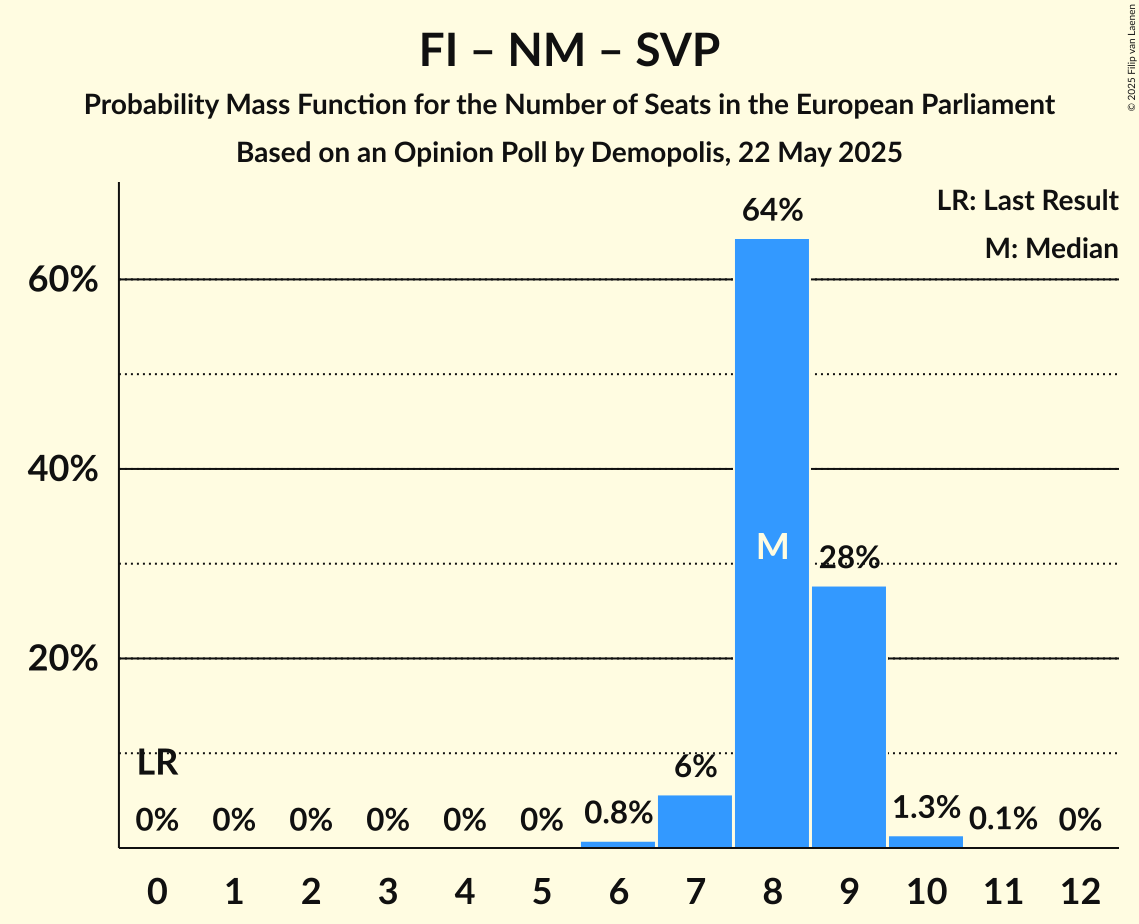 FI – NM – SVP
Probability Mass Function for the Number of Seats in the European Parliament
Based on an Opinion Poll by Demopolis, 22 May 2025
© 2025 Filip van Laenen
LR: Last Result
M: Median
64%
60%
40%
M
28%
20%
LR
6%
0% 0% 0% 0% 0% 0% 0.8% 1.3% 0.1% 0%
0 1 2 3 4 5 6 7 8 9 10 11 12